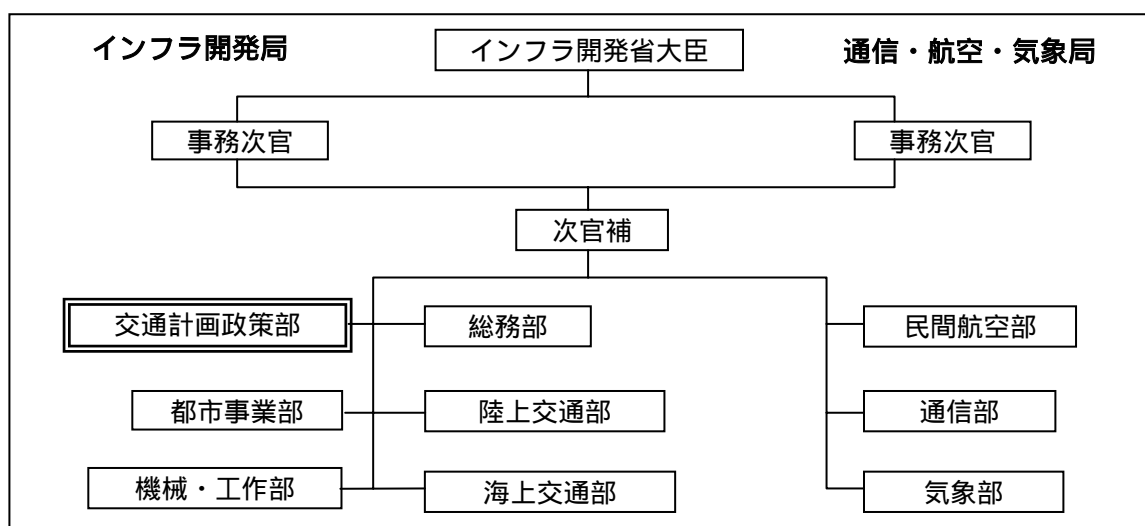 インフラ開発局
インフラ開発省大臣
通信・航空・気象局
事務次官
事務次官
次官補
交通計画政策部
総務部
民間航空部
都市事業部
陸上交通部
通信部
機械・工作部
海上交通部
気象部